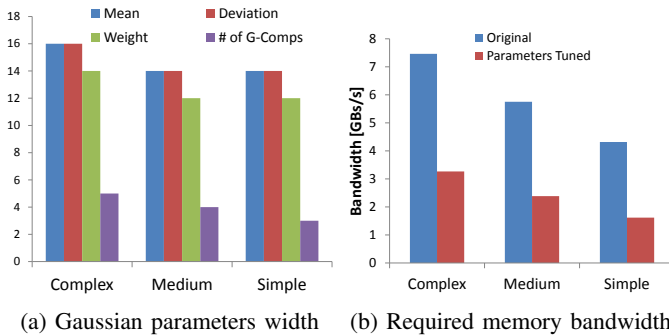 Mean
Deviation
Weight
# of G-Comps
16
14
12
10
8
6
4
2
0
Complex
Medium
Simple
(a) Gaussian parameters width
Original
Parameters Tuned
Bandwidth [GBs/s]
8
7
6
5
4
3
2
1
0
Complex
Medium
Simple
(b) Required memory bandwidth